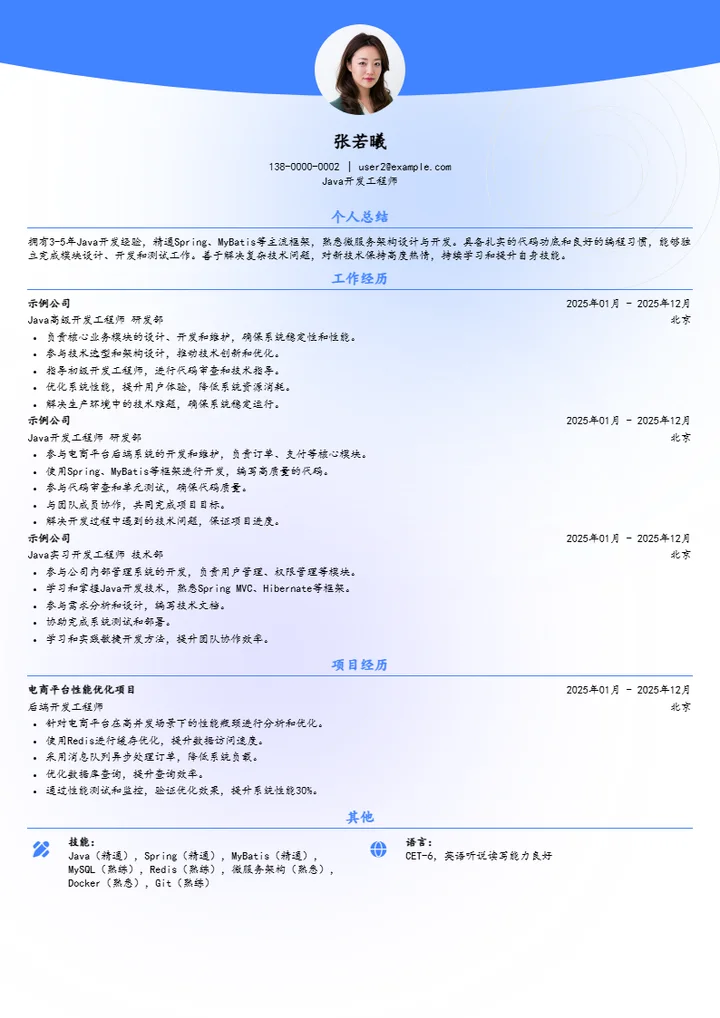 张若曦
138-0000-0002 | user2@example.com
Java开发工程师
个人总结
拥有3-5年Java开发经验，精通Spring、MyBatis等主流框架，熟悉微服务架构设计与开发。具备扎实的代码功底和良好的编程习惯，能够独
立完成模块设计、开发和测试工作。善于解决复杂技术问题，对新技术保持高度热情，持续学习和提升自身技能。
工作经历
示例公司 2025年01月 - 2025年12月
Java高级开发工程师 研发部 北京
• 负责核心业务模块的设计、开发和维护，确保系统稳定性和性能。
• 参与技术选型和架构设计，推动技术创新和优化。
• 指导初级开发工程师，进行代码审查和技术指导。
• 优化系统性能，提升用户体验，降低系统资源消耗。
• 解决生产环境中的技术难题，确保系统稳定运行。
示例公司 2025年01月 - 2025年12月
Java开发工程师 研发部 北京
• 参与电商平台后端系统的开发和维护，负责订单、支付等核心模块。
• 使用Spring、MyBatis等框架进行开发，编写高质量的代码。
• 参与代码审查和单元测试，确保代码质量。
• 与团队成员协作，共同完成项目目标。
• 解决开发过程中遇到的技术问题，保证项目进度。
示例公司 2025年01月 - 2025年12月
Java实习开发工程师 技术部 北京
• 参与公司内部管理系统的开发，负责用户管理、权限管理等模块。
• 学习和掌握Java开发技术，熟悉Spring MVC、Hibernate等框架。
• 参与需求分析和设计，编写技术文档。
• 协助完成系统测试和部署。
• 学习和实践敏捷开发方法，提升团队协作效率。
项目经历
电商平台性能优化项目 2025年01月 - 2025年12月
后端开发工程师 北京
• 针对电商平台在高并发场景下的性能瓶颈进行分析和优化。
• 使用Redis进行缓存优化，提升数据访问速度。
• 采用消息队列异步处理订单，降低系统负载。
• 优化数据库查询，提升查询效率。
• 通过性能测试和监控，验证优化效果，提升系统性能30%。
其他
技能：
Java（精通），Spring（精通），MyBatis（精通），
MySQL（熟练），Redis（熟练），微服务架构（熟悉），
Docker（熟悉），Git（熟练）
语言：
CET-6，英语听说读写能力良好